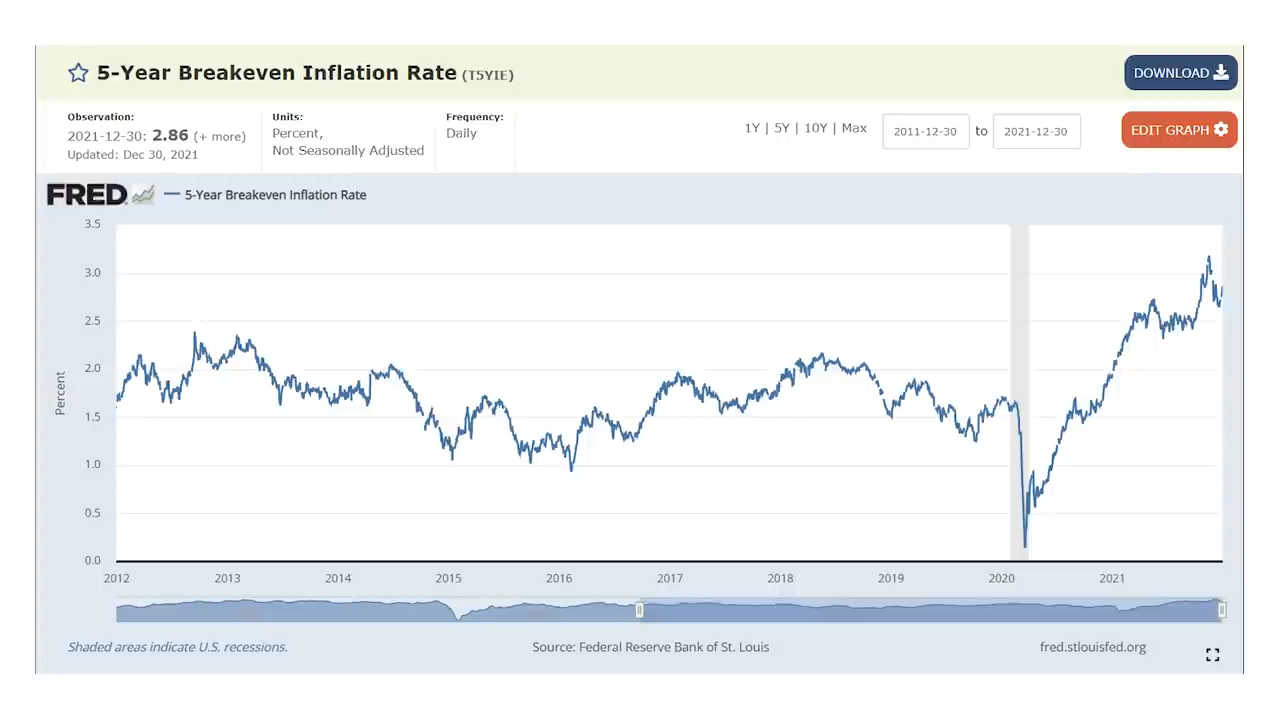 5-Year Breakeven Inflation Rate (T5YIE)
DOWNLOAD
Observation:
2021-12-30: 2.86 (+ more)
Updated: Dec 30, 2021
Units:
Percent,
Not Seasonally Adjusted
Frequency:
Daily
1Y | 5Y | 10Y | Max
2011-12-30 to 2021-12-30
EDIT GRAPH
FRED
5-Year Breakeven Inflation Rate
3.5
3.0
2.5
2.0
1.5
1.0
0.5
0.0
Percent
2012 2013 2014 2015 2016 2017 2018 2019 2020 2021
Shaded areas indicate U.S. recessions.
Source: Federal Reserve Bank of St. Louis
fred.stlouisfed.org